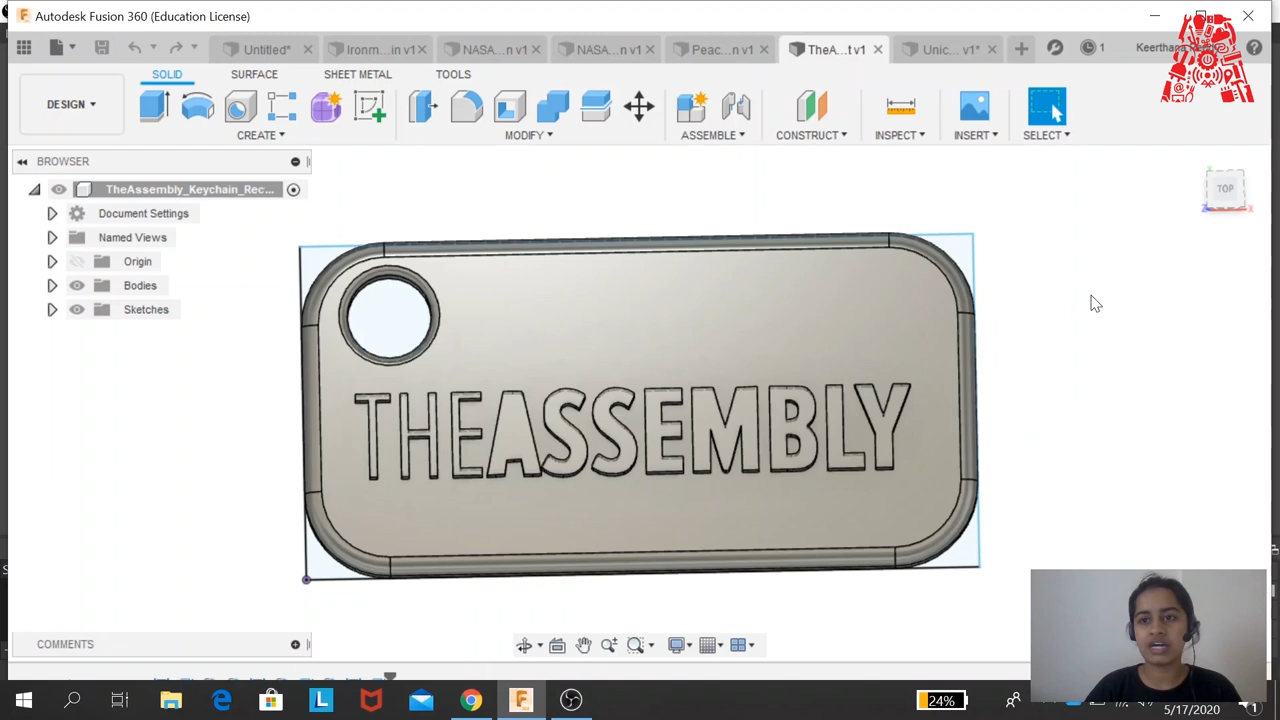 Autodesk Fusion 360 (Education License)
Untitled*
Ironm...in v1*
NASA...
NASA...n v1*
Peac...n v1
TheA...t v1
Unic...v1*
1
DESIGN
SOLID
SURFACE
SHEET METAL
TOOLS
CREATE
MODIFY
ASSEMBLE
CONSTRUCT
INSPECT
INSERT
SELECT
BROWSER
TheAssembly_Keychain_Rec...
Document Settings
Named Views
Origin
Bodies
Sketches
TOP
THEASSEMBLY
COMMENTS
24%
5/17/2020
1